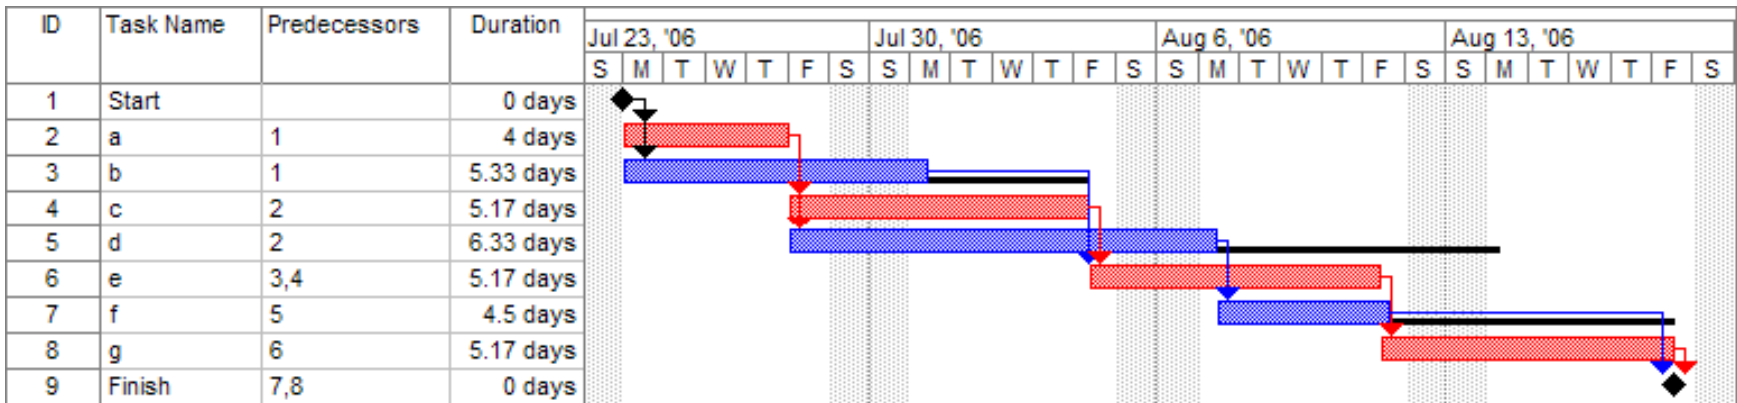 ID Task Name Predecessors Duration
Jul 23, '06 Jul 30, '06 Aug 6, '06 Aug 13, '06
S M T W T F S S M T W T F S S M T W T F S S M T W T F S
1 Start 0 days
2 a 1 4 days
3 b 1 5.33 days
4 c 2 5.17 days
5 d 2 6.33 days
6 e 3,4 5.17 days
7 f 5 4.5 days
8 g 6 5.17 days
9 Finish 7,8 0 days